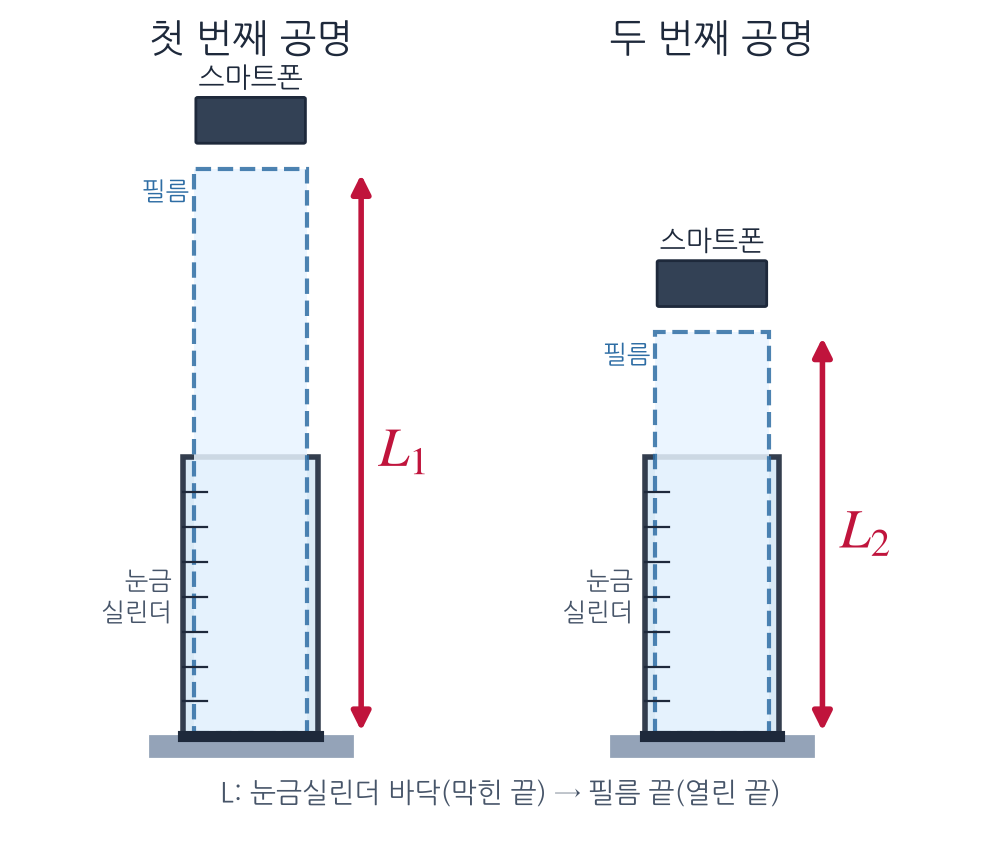 첫 번째 공명
스마트폰
필름
L₁
눈금
실린더
두 번째 공명
스마트폰
필름
L₂
눈금
실린더
L: 눈금실린더 바닥(막힌 끝) → 필름 끝(열린 끝)